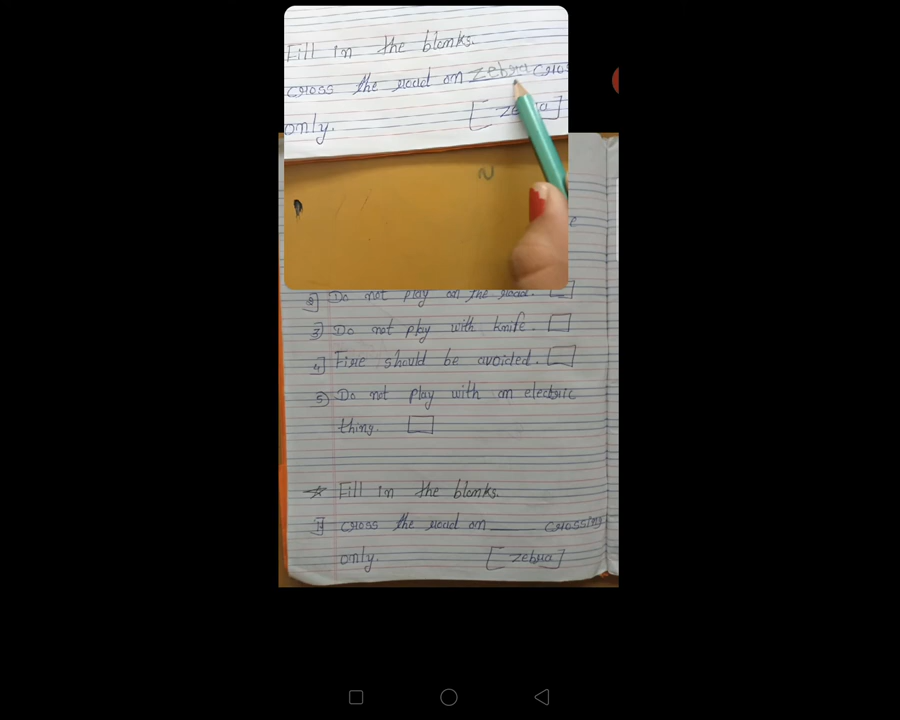 Fill in the blanks.
cross the road on zebra cros
only. [ zebra ]
2] Do not play on the road.
3] Do not play with knife.
4] Fire should be avoided.
5] Do not play with an electric
thing.
Fill in the blanks.
1] cross the road on ____ crossing
only. [ zebra ]